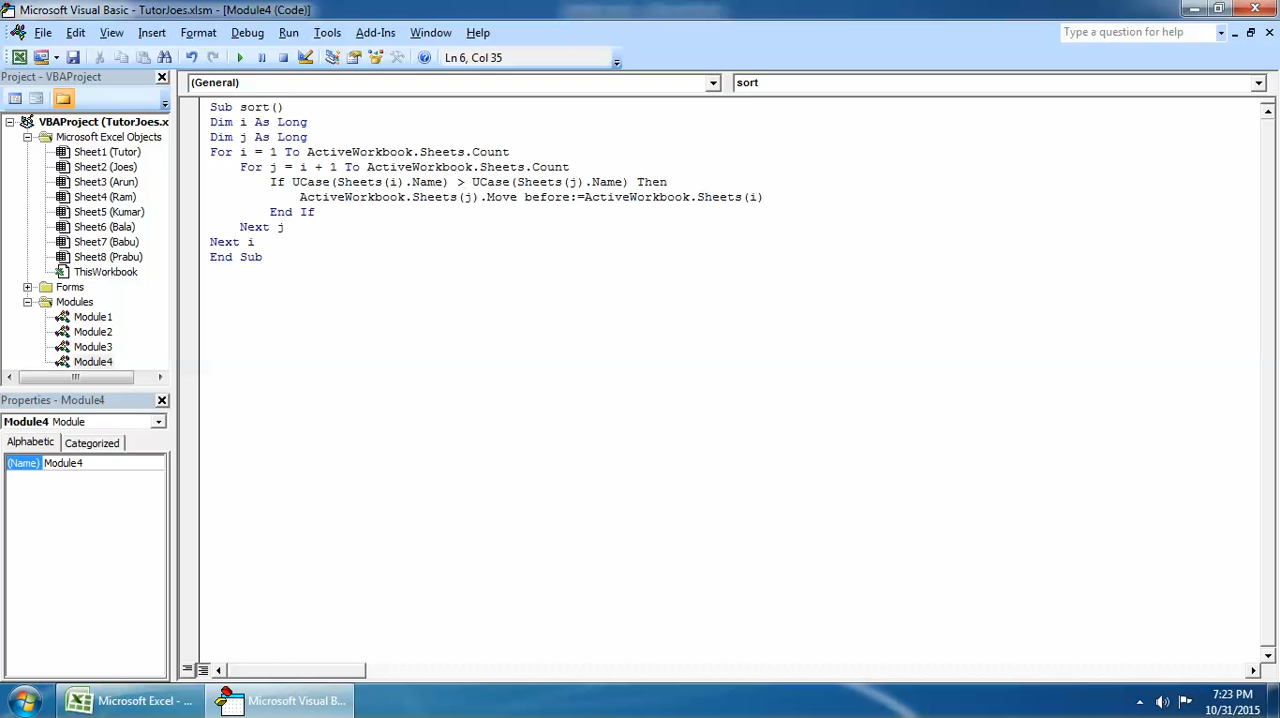 Microsoft Visual Basic - TutorJoes.xlsm - [Module4 (Code)]
File Edit View Insert Format Debug Run Tools Add-Ins Window Help
Type a question for help
Ln 6, Col 35
Project - VBAProject
(General)
sort
VBAProject (TutorJoes.x
Microsoft Excel Objects
Sheet1 (Tutor)
Sheet2 (Joes)
Sheet3 (Arun)
Sheet4 (Ram)
Sheet5 (Kumar)
Sheet6 (Bala)
Sheet7 (Babu)
Sheet8 (Prabu)
ThisWorkbook
Forms
Modules
Module1
Module2
Module3
Module4
Sub sort()
Dim i As Long
Dim j As Long
For i = 1 To ActiveWorkbook.Sheets.Count
For j = i + 1 To ActiveWorkbook.Sheets.Count
If UCase(Sheets(i).Name) > UCase(Sheets(j).Name) Then
ActiveWorkbook.Sheets(j).Move before:=ActiveWorkbook.Sheets(i)
End If
Next j
Next i
End Sub
Properties - Module4
Module4 Module
Alphabetic Categorized
(Name) Module4
Microsoft Excel - ...
Microsoft Visual B...
7:23 PM
10/31/2015